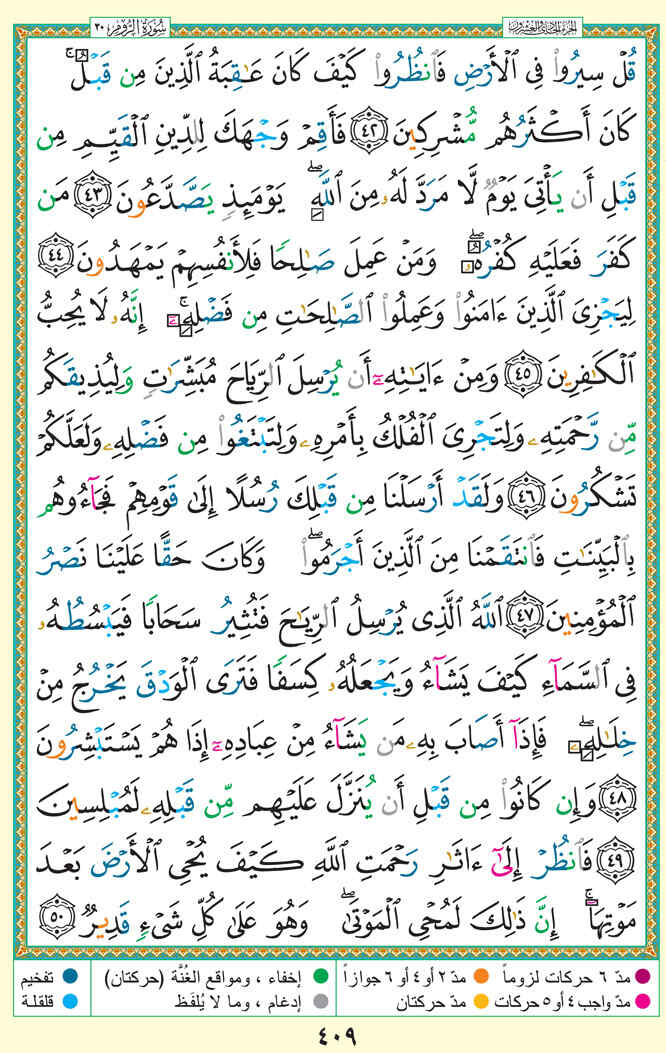 سُورَةُ الرُّومِ ٣٠
الجزء الحادي والعشرون
قُلْ سِيرُوا۟ فِى ٱلْأَرْضِ فَٱنظُرُوا۟ كَيْفَ كَانَ عَـٰقِبَةُ ٱلَّذِينَ مِن قَبْلُ ۚ
كَانَ أَكْثَرُهُم مُّشْرِكِينَ ٤٢ فَأَقِمْ وَجْهَكَ لِلدِّينِ ٱلْقَيِّـمِ مِن
قَبْلِ أَن يَأْتِىَ يَوْمٌ لَّا مَرَدَّ لَهُۥ مِنَ ٱللَّهِ ۖ يَوْمَئِذٍ يَصَّدَّعُونَ ٤٣ مَن
كَفَرَ فَعَلَيْهِ كُفْرُهُۥ ۖ وَمَنْ عَمِلَ صَـٰلِحًا فَلِأَنفُسِهِمْ يَمْهَدُونَ ٤٤
لِيَجْزِىَ ٱلَّذِينَ ءَامَنُوا۟ وَعَمِلُوا۟ ٱلصَّـٰلِحَـٰتِ مِن فَضْلِهِۦٓ ۚ إِنَّهُۥ لَا يُحِبُّ
ٱلْكَـٰفِرِينَ ٤٥ وَمِنْ ءَايَـٰتِهِۦٓ أَن يُرْسِلَ ٱلرِّيَاحَ مُبَشِّرَٰتٍ وَلِيُذِيقَكُم
مِّن رَّحْمَتِهِۦ وَلِتَجْرِىَ ٱلْفُلْكُ بِأَمْرِهِۦ وَلِتَبْتَغُوا۟ مِن فَضْلِهِۦ وَلَعَلَّكُمْ
تَشْكُرُونَ ٤٦ وَلَقَدْ أَرْسَلْنَا مِن قَبْلِكَ رُسُلًا إِلَىٰ قَوْمِهِمْ فَجَآءُوهُم
بِٱلْبَيِّنَـٰتِ فَٱنتَقَمْنَا مِنَ ٱلَّذِينَ أَجْرَمُوا۟ ۖ وَكَانَ حَقًّا عَلَيْنَا نَصْرُ
ٱلْمُؤْمِنِينَ ٤٧ ٱللَّهُ ٱلَّذِى يُرْسِلُ ٱلرِّيَـٰحَ فَتُثِيرُ سَحَابًا فَيَبْسُطُهُۥ
فِى ٱلسَّمَآءِ كَيْفَ يَشَآءُ وَيَجْعَلُهُۥ كِسَفًا فَتَرَى ٱلْوَدْقَ يَخْرُجُ مِنْ
خِلَـٰلِهِۦ ۖ فَإِذَآ أَصَابَ بِهِۦ مَن يَشَآءُ مِنْ عِبَادِهِۦٓ إِذَا هُمْ يَسْتَبْشِرُونَ
٤٨ وَإِن كَانُوا۟ مِن قَبْلِ أَن يُنَزَّلَ عَلَيْهِم مِّن قَبْلِهِۦ لَمُبْلِسِينَ
٤٩ فَٱنظُرْ إِلَىٰٓ ءَاثَـٰرِ رَحْمَتِ ٱللَّهِ كَيْفَ يُحْىِ ٱلْأَرْضَ بَعْدَ
مَوْتِهَآ ۚ إِنَّ ذَٰلِكَ لَمُحْىِ ٱلْمَوْتَىٰ ۖ وَهُوَ عَلَىٰ كُلِّ شَىْءٍ قَدِيرٌ ٥٠
مدّ ٦ حركات لزوماً مدّ ٢ أو ٤ أو ٦ جوازاً إخفاء ، ومواقع الغُنَّة (حركتان) تفخيم
مدّ واجب ٤ أو ٥ حركات مدّ حركتان إدغام ، وما لا يُلفَظ قلقلة
٤٠٩